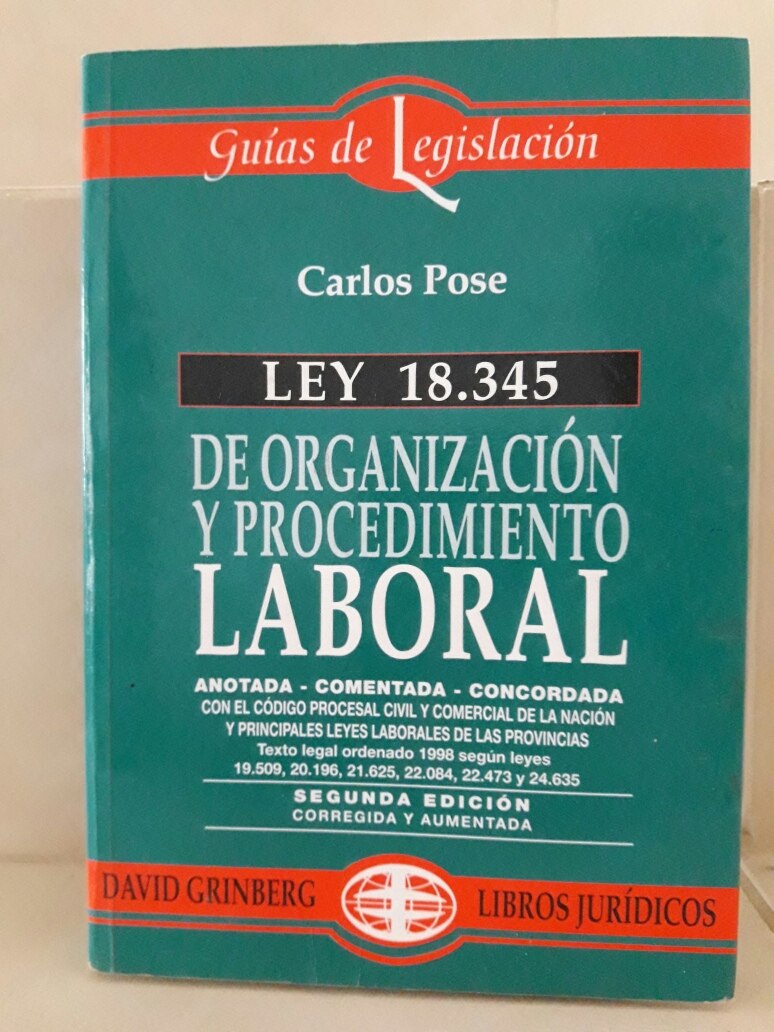 Guías de Legislación
Carlos Pose
LEY 18.345
DE ORGANIZACIÓN
Y PROCEDIMIENTO
LABORAL
ANOTADA - COMENTADA - CONCORDADA
CON EL CÓDIGO PROCESAL CIVIL Y COMERCIAL DE LA NACIÓN
Y PRINCIPALES LEYES LABORALES DE LAS PROVINCIAS
Texto legal ordenado 1998 según leyes
19.509, 20.196, 21.625, 22.084, 22.473 y 24.635
SEGUNDA EDICIÓN
CORREGIDA Y AUMENTADA
DAVID GRINBERG LIBROS JURÍDICOS